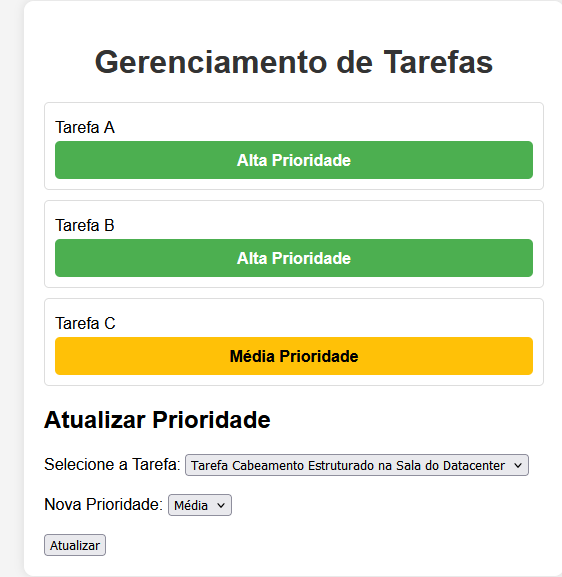 Gerenciamento de Tarefas
Tarefa A
Alta Prioridade
Tarefa B
Alta Prioridade
Tarefa C
Média Prioridade
Atualizar Prioridade
Selecione a Tarefa: Tarefa Cabeamento Estruturado na Sala do Datacenter
Nova Prioridade: Média
Atualizar